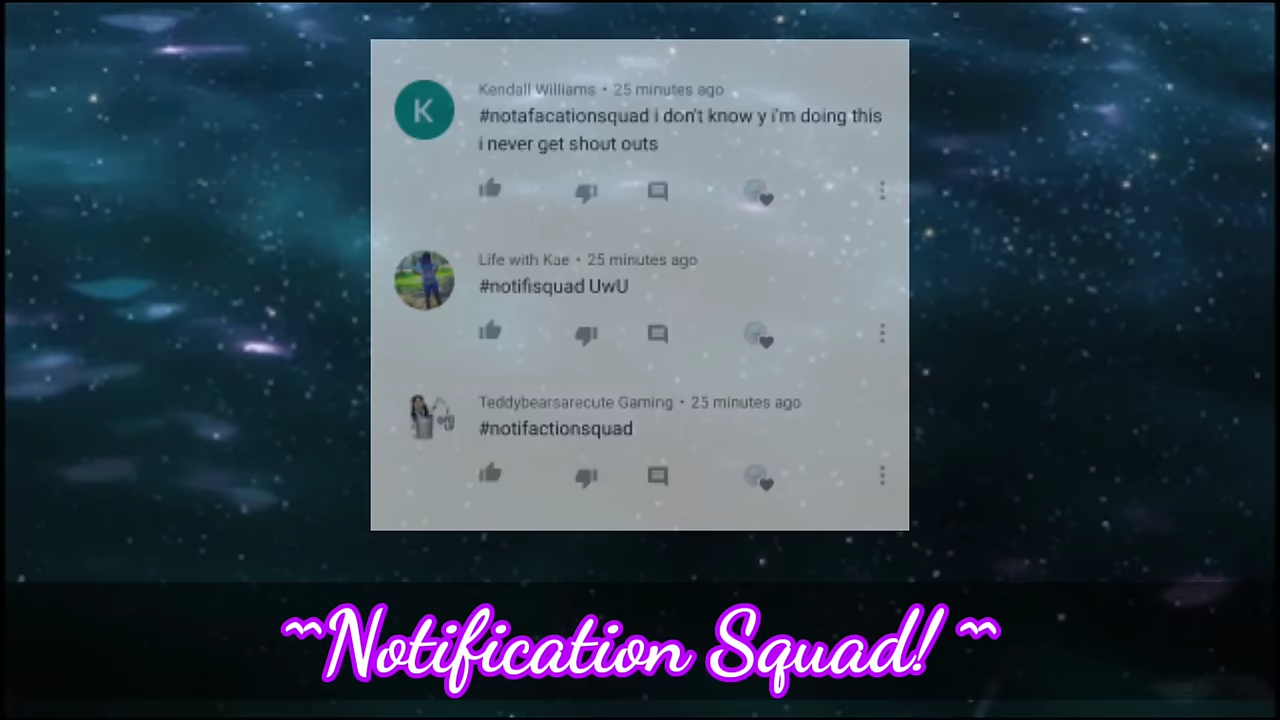 K
Kendall Williams • 25 minutes ago
#notafacationsquad i don't know y i'm doing this
i never get shout outs
Life with Kae • 25 minutes ago
#notifisquad UwU
Teddybearsarecute Gaming • 25 minutes ago
#notifactionsquad
~Notification Squad! ~